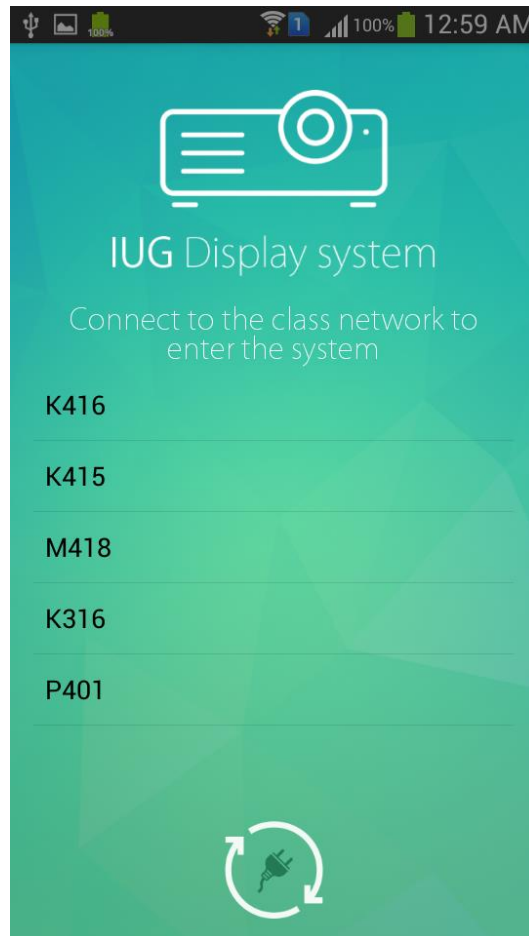 100%
1
100%
12:59 AM
IUG Display system
Connect to the class network to
enter the system
K416
K415
M418
K316
P401